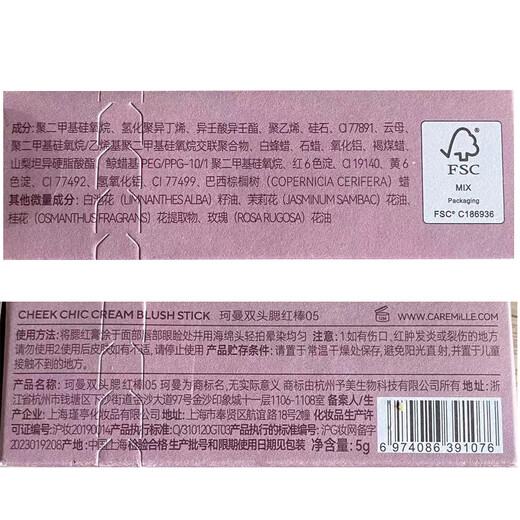 成分：聚二甲基硅氧烷、氢化聚异丁烯、异壬酸异壬酯、聚乙烯、硅石、CI 77891、云母、
聚二甲基硅氧烷/乙烯基聚二甲基硅氧烷交联聚合物、白蜂蜡、石蜡、氧化铝、褐煤蜡、
山梨坦异硬脂酸酯、鲸蜡基 PEG/PPG-10/1 聚二甲基硅氧烷、红 6色淀、CI 19140、黄 6
色淀、CI 77492、氢氧化铝、CI 77499、巴西棕榈树（COPERNICIA CERIFERA）蜡
其他微量成分：白池花（LIMNANTHES ALBA）籽油、茉莉花（JASMINUM SAMBAC）花油、
桂花（OSMANTHUS FRAGRANS）花提取物、玫瑰（ROSA RUGOSA）花油
FSC
MIX
Packaging
FSC® C186936
CHEEK CHIC CREAM BLUSH STICK 珂曼双头腮红棒05
WWW.CAREMILLE.COM
使用方法：将腮红膏涂于面部唇部眼睑处并用海绵头轻拍晕染均匀 注意：1.如有伤口、红肿发炎或裂伤的地方
请勿使用2.使用后皮肤如有不适，请停止使用 产品贮存条件：请置于常温干燥处保存，避免阳光直射，并置于儿童
接触不到的地方。
产品名称：珂曼双头腮红棒05 珂曼为商标名，无实际意义 商标由杭州予美生物科技有限公司所有 地址：浙
江省杭州市钱塘区下沙街道金沙大道97号金沙印象城十一层1106-1108室 备案人/生
产企业：上海瑾亭化妆品有限公司 地址：上海市奉贤区航谊路18号2幢 化妆品生产许
可证编号：沪妆20190014 产品执行的标准编号：沪G妆网备字
2023019208 产地：中国上海 检验合格 生产批号和限期使用日期见包装 净含量：5g
6 974086 391076